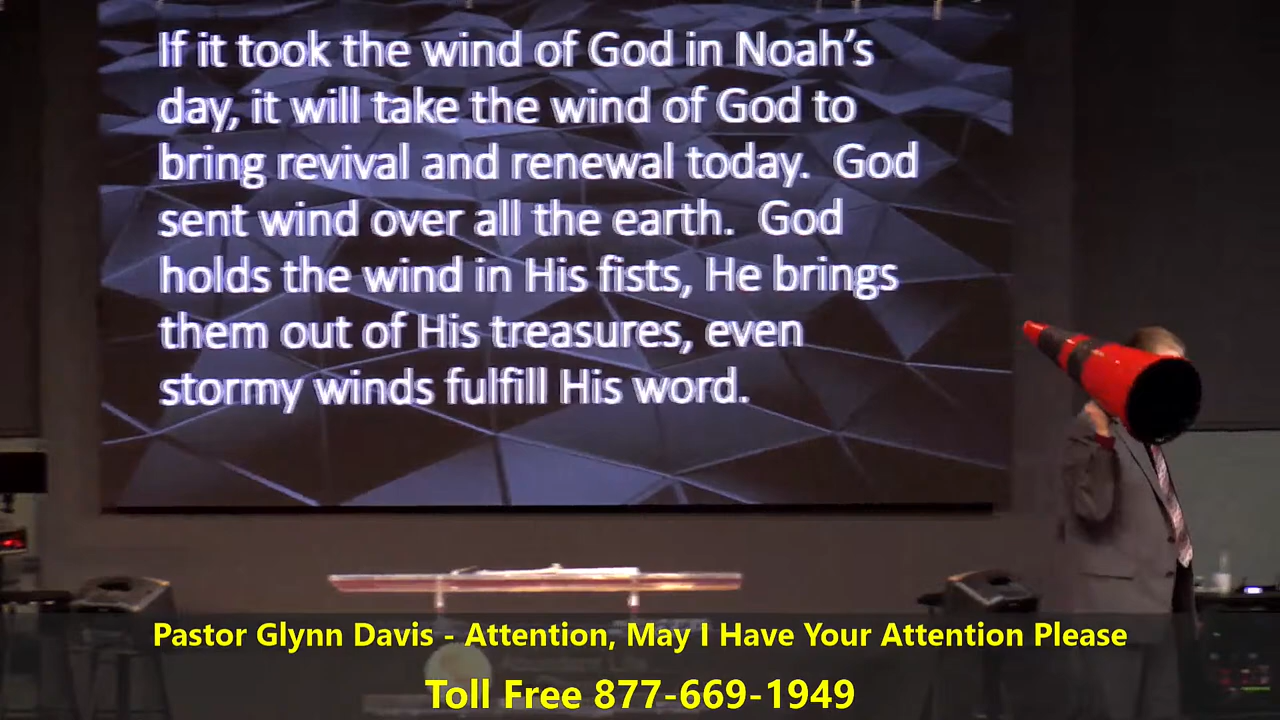 If it took the wind of God in Noah's
day, it will take the wind of God to
bring revival and renewal today.  God
sent wind over all the earth.  God
holds the wind in His fists, He brings
them out of His treasures, even
stormy winds fulfill His word.
Pastor Glynn Davis - Attention, May I Have Your Attention Please
Toll Free 877-669-1949